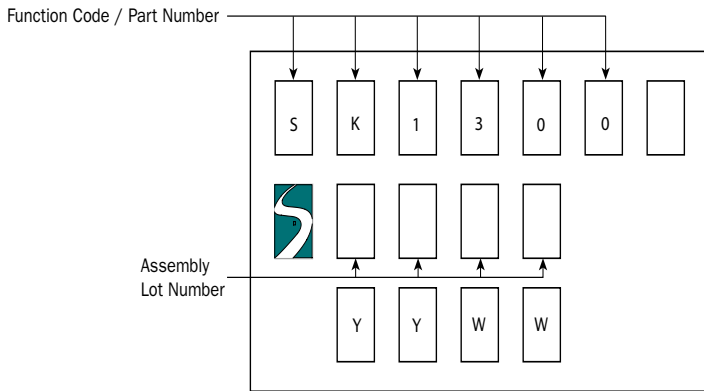 Function Code / Part Number
S K 1 3 0 0
Assembly
Lot Number
Y Y W W